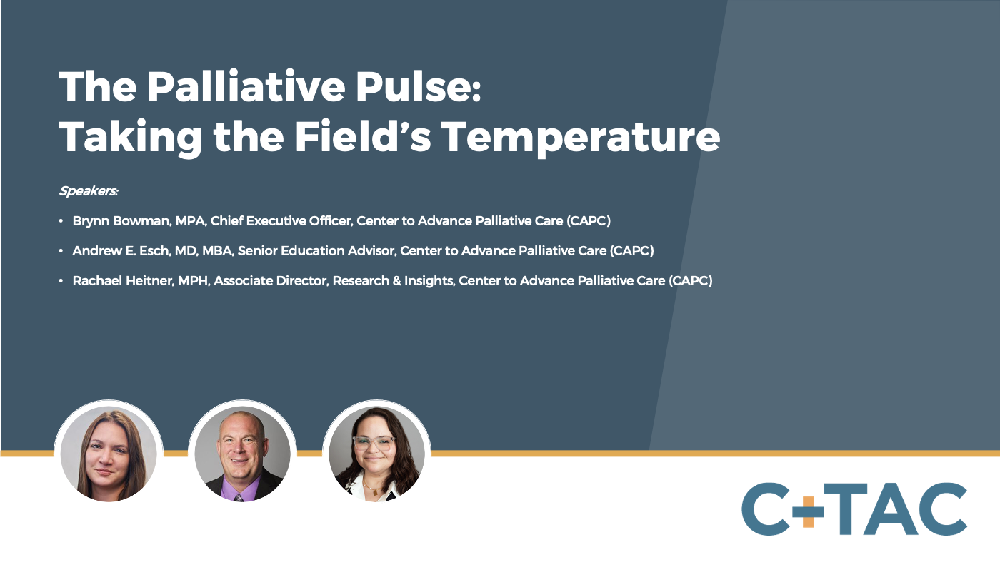 The Palliative Pulse:
Taking the Field’s Temperature
Speakers:
• Brynn Bowman, MPA, Chief Executive Officer, Center to Advance Palliative Care (CAPC)
• Andrew E. Esch, MD, MBA, Senior Education Advisor, Center to Advance Palliative Care (CAPC)
• Rachael Heitner, MPH, Associate Director, Research & Insights, Center to Advance Palliative Care (CAPC)
C+TAC